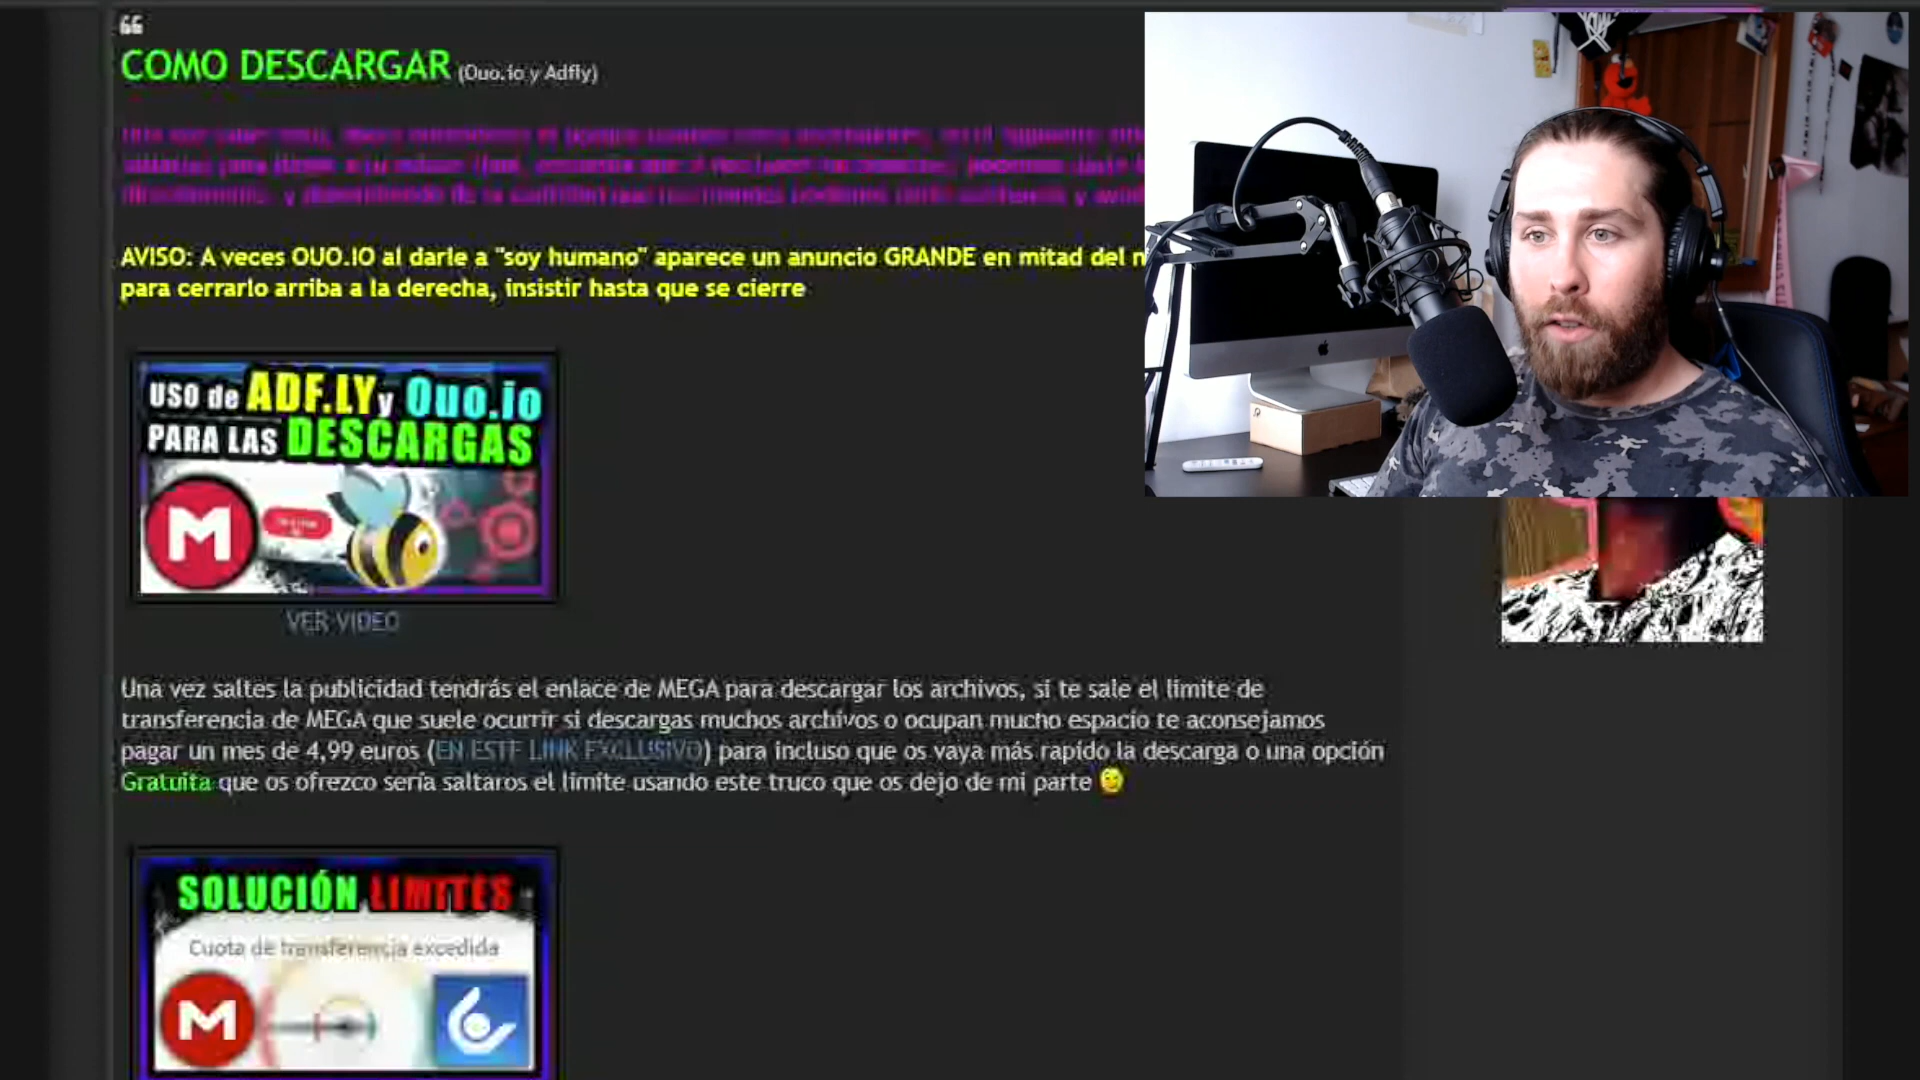 COMO DESCARGAR (Ouo.io y Adfly)
AVISO: A veces OUO.IO al darle a "soy humano" aparece un anuncio GRANDE en mitad del
para cerrarlo arriba a la derecha, insistir hasta que se cierre
USO de ADF.LY y Ouo.io
PARA LAS DESCARGAS
M
VER VIDEO
Una vez saltes la publicidad tendrás el enlace de MEGA para descargar los archivos, si te sale el limite de
transferencia de MEGA que suele ocurrir si descargas muchos archivos o ocupan mucho espacio te aconsejamos
pagar un mes de 4,99 euros (EN ESTE LINK EXCLUSIVO) para incluso que os vaya más rapido la descarga o una opción
Gratuita que os ofrezco sería saltaros el limite usando este truco que os dejo de mi parte
SOLUCIÓN LIMITES
Cuota de transferencia excedida
M